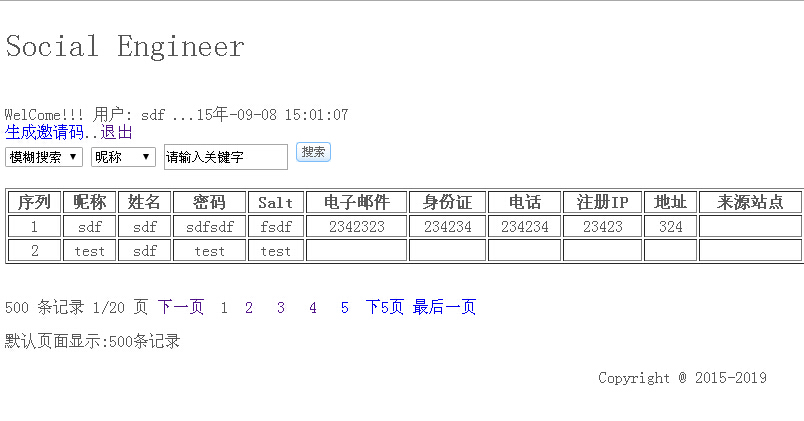 Social Engineer
WelCome!!! 用户: sdf ...15年-09-08 15:01:07
生成邀请码..退出
模糊搜索 昵称 请输入关键字 搜索
序列 昵称 姓名 密码 Salt 电子邮件 身份证 电话 注册IP 地址 来源站点
1 sdf sdf sdfsdf fsdf 2342323 234234 234234 23423 324
2 test sdf test test
500 条记录 1/20 页 下一页 1 2 3 4 5 下5页 最后一页
默认页面显示:500条记录
Copyright @ 2015-2019